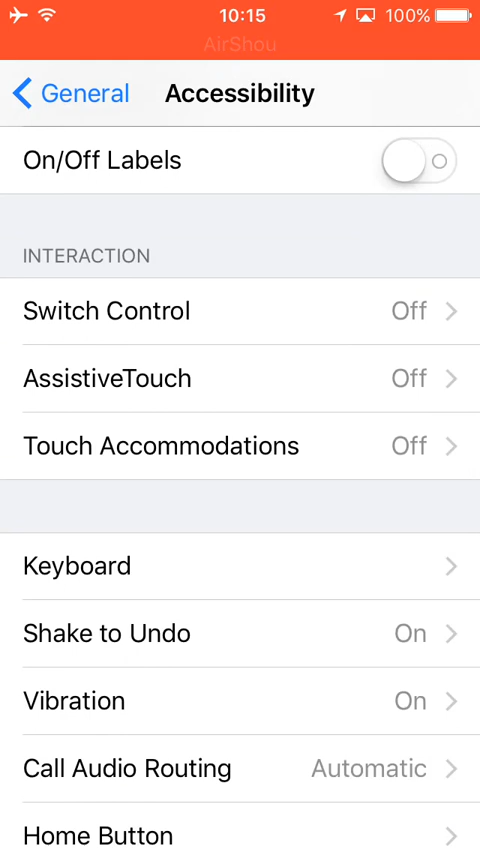 10:15
100%
AirShou
General
Accessibility
On/Off Labels
INTERACTION
Switch Control Off
AssistiveTouch Off
Touch Accommodations Off
Keyboard
Shake to Undo On
Vibration On
Call Audio Routing Automatic
Home Button